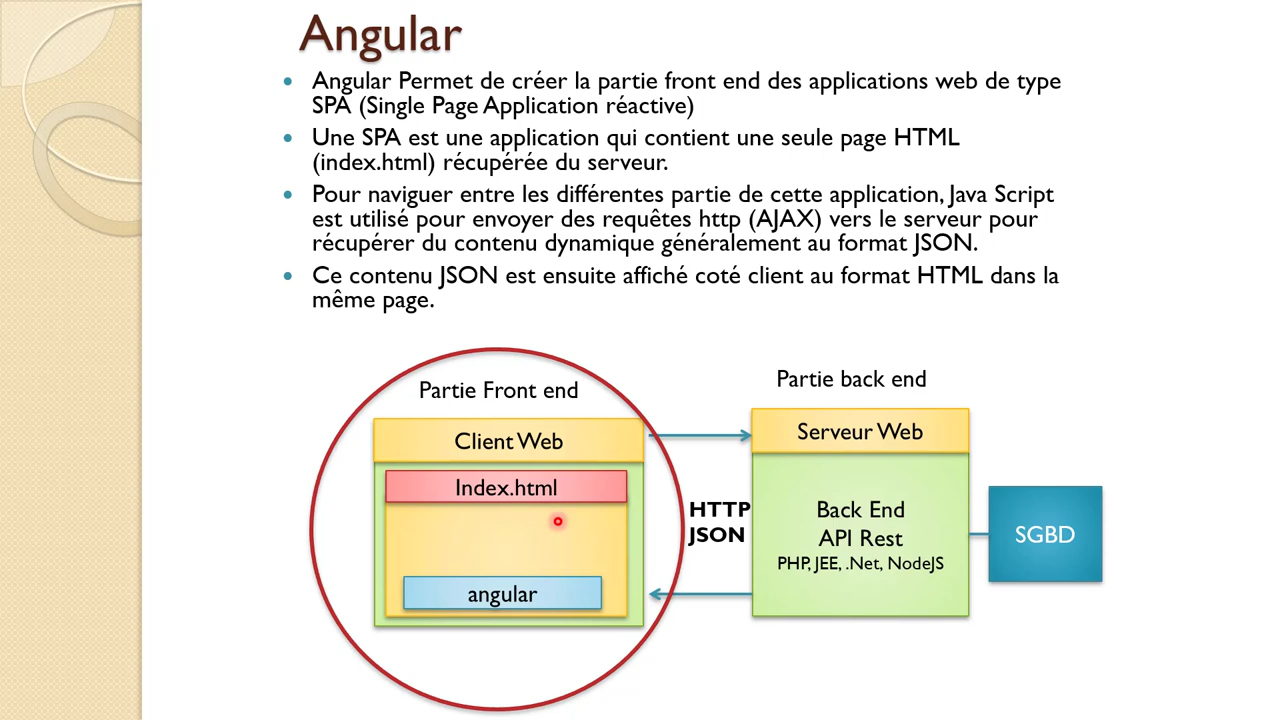 Angular
• Angular Permet de créer la partie front end des applications web de type
SPA (Single Page Application réactive)
• Une SPA est une application qui contient une seule page HTML
(index.html) récupérée du serveur.
• Pour naviguer entre les différentes partie de cette application, Java Script
est utilisé pour envoyer des requêtes http (AJAX) vers le serveur pour
récupérer du contenu dynamique généralement au format JSON.
• Ce contenu JSON est ensuite affiché coté client au format HTML dans la
même page.
Partie Front end
Client Web
Index.html
angular
HTTP
JSON
Partie back end
Serveur Web
Back End
API Rest
PHP, JEE, .Net, NodeJS
SGBD